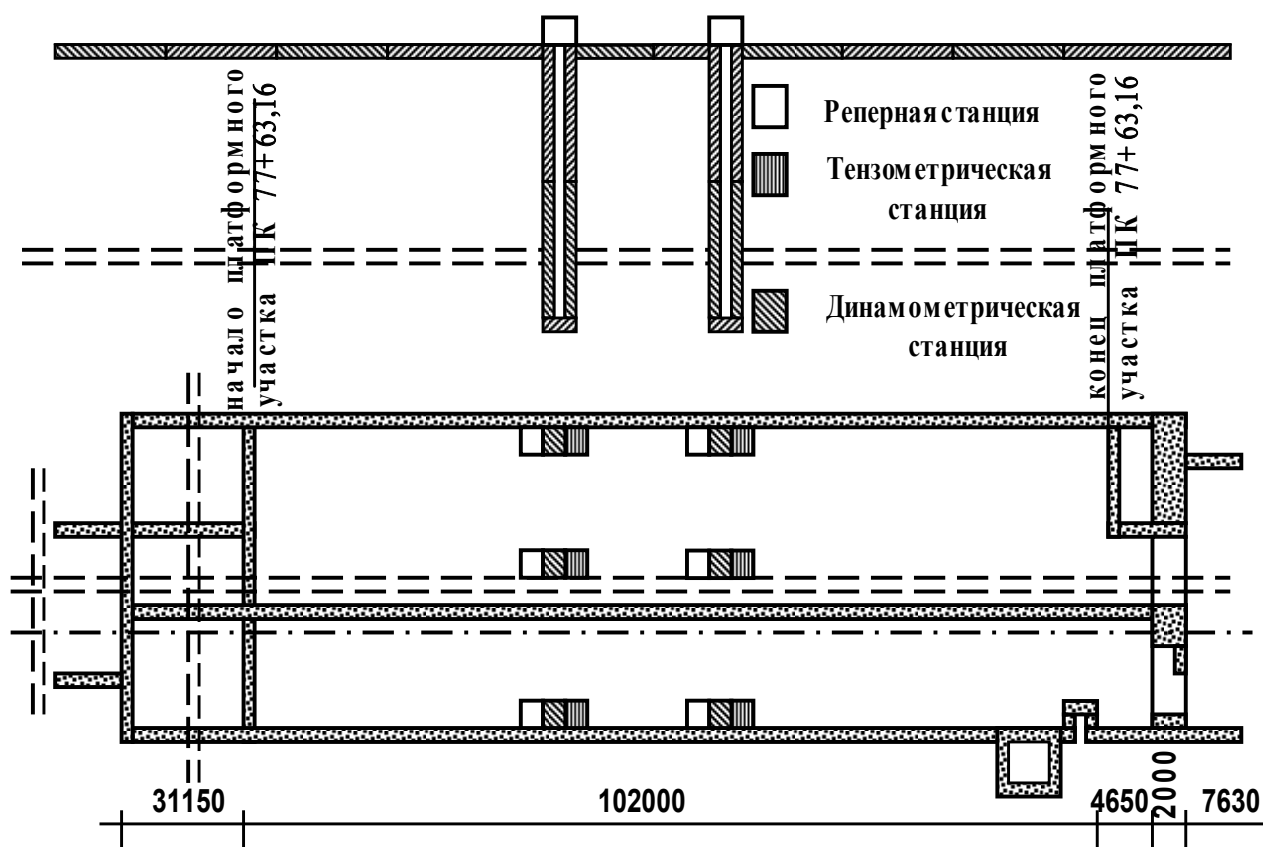 начало платформного
участка ПК 77+63,16
Реперная станция
Тензометрическая
станция
Динамометрическая
станция
конец платформного
участка ПК 77+63,16
31150
102000
4650
2000
7630